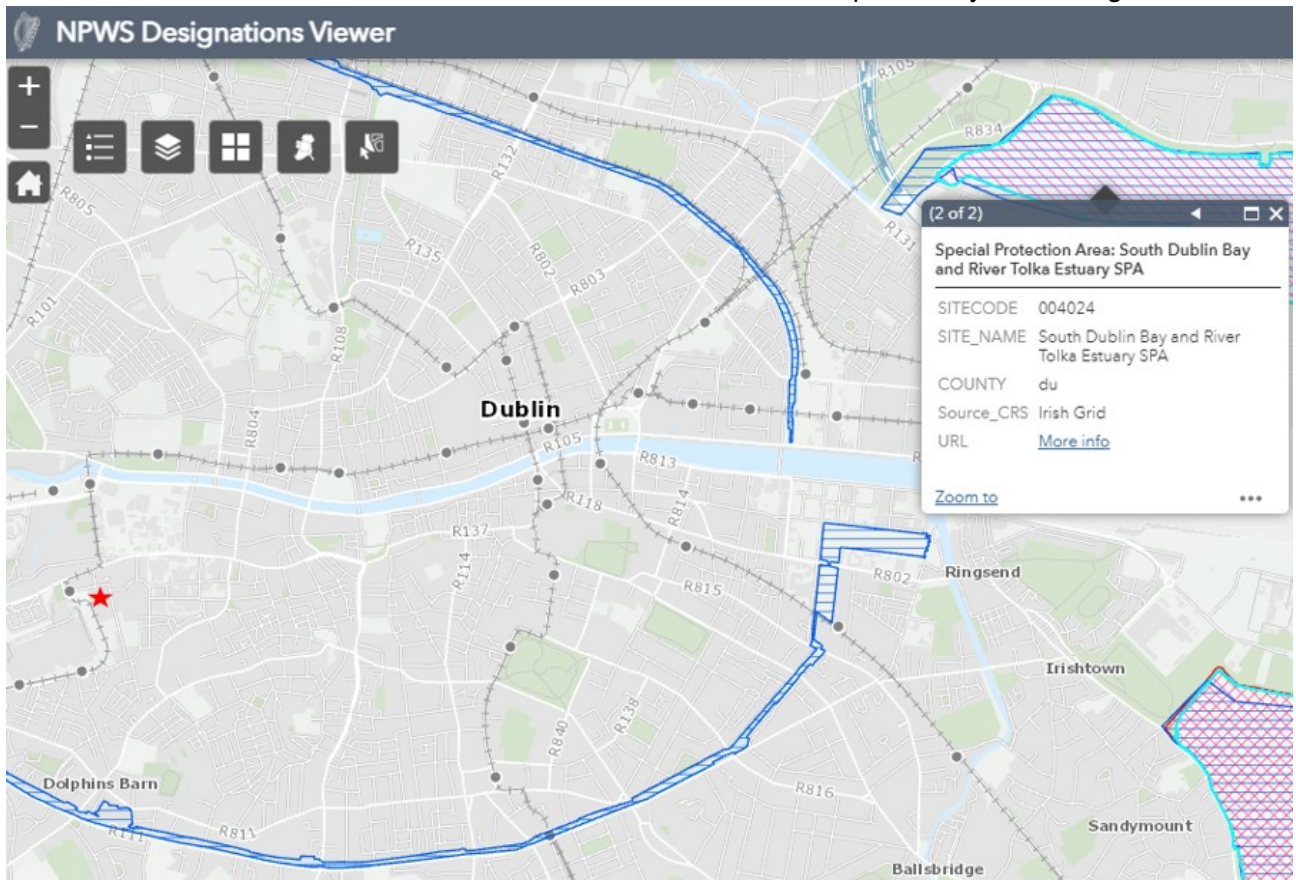 NPWS Designations Viewer
+
−
R105
R834
R132
R805
R131
(2 of 2)
Special Protection Area: South Dublin Bay
and River Tolka Estuary SPA
R135
R802
R803
SITECODE 004024
SITE_NAME South Dublin Bay and River
Tolka Estuary SPA
R101
R108
COUNTY du
Source_CRS Irish Grid
URL More info
Dublin
R804
R105
R813
Zoom to
•••
R118
R814
R137
R114
R802
Ringsend
R815
Irishtown
R138
R840
Dolphins Barn
R816
R811
R111
Sandymount
Ballsbridge